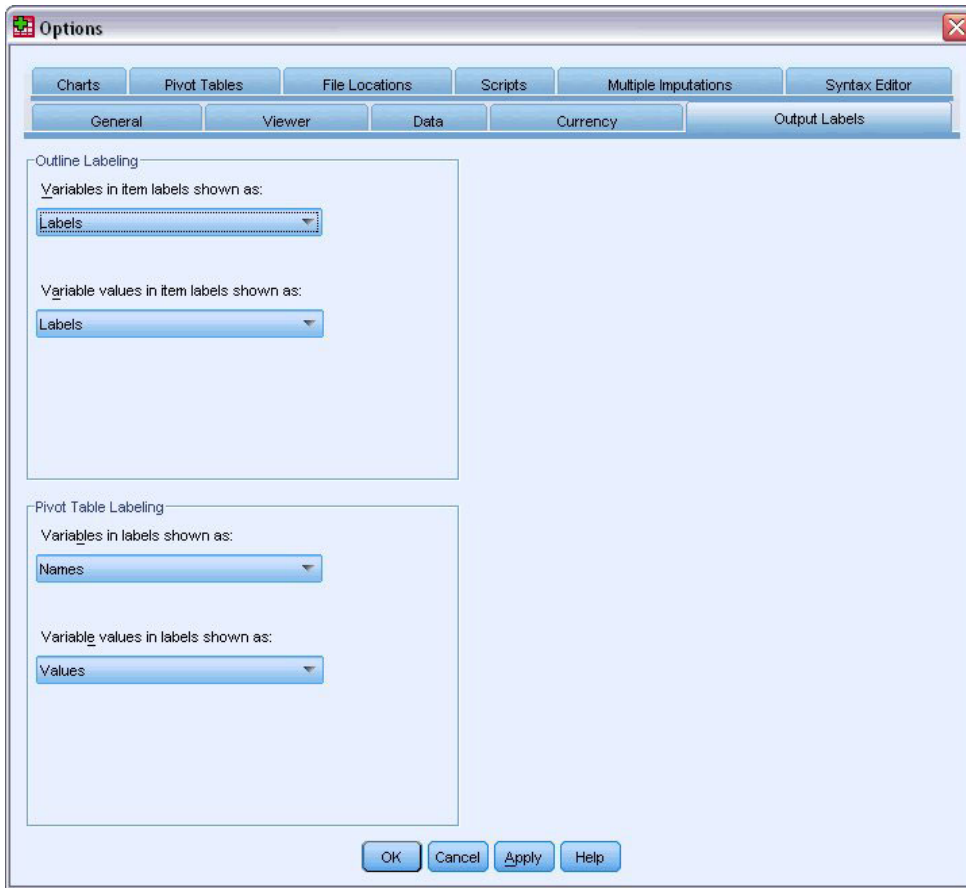 Options
Charts Pivot Tables File Locations Scripts Multiple Imputations Syntax Editor
General Viewer Data Currency Output Labels
Outline Labeling
Variables in item labels shown as:
Labels
Variable values in item labels shown as:
Labels
Pivot Table Labeling
Variables in labels shown as:
Names
Variable values in labels shown as:
Values
OK Cancel Apply Help